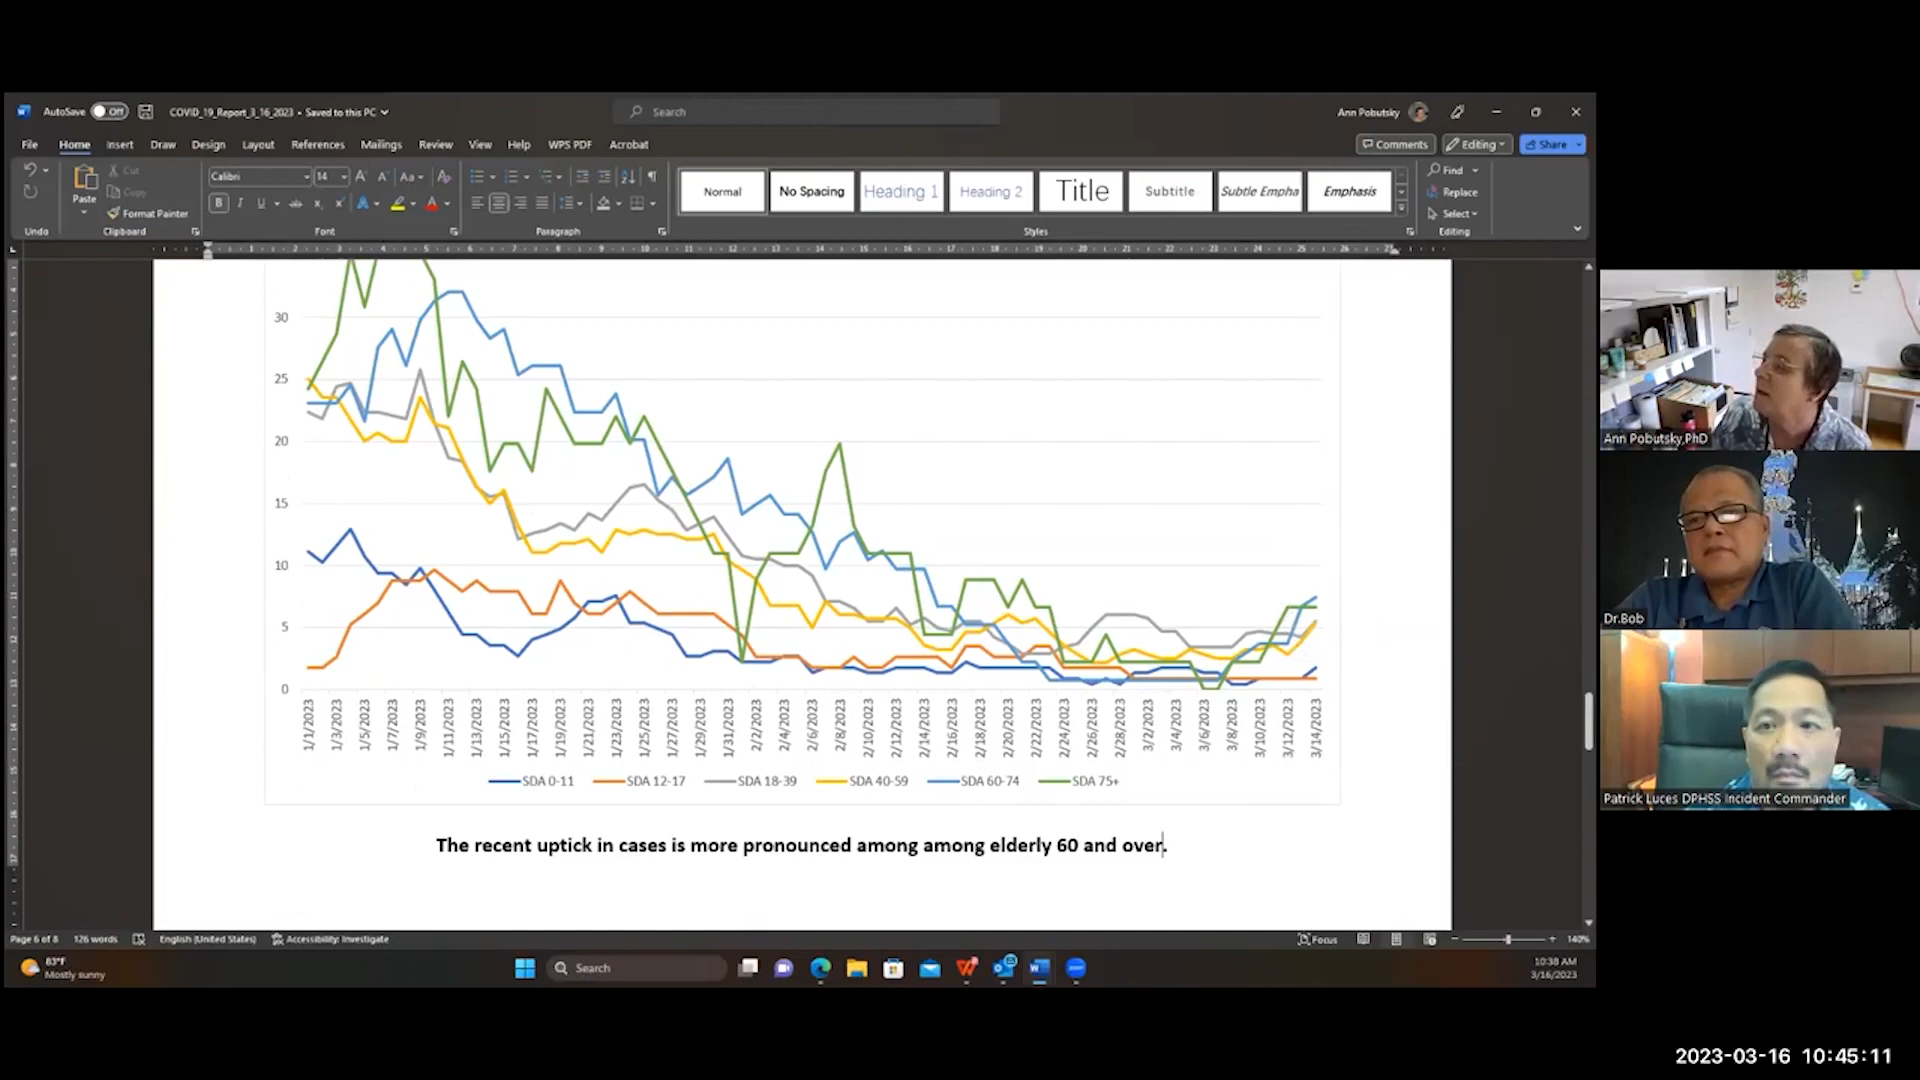 AutoSave Off COVID_19_Report_3_16_2023 • Saved to this PC Search Ann Pobutsky
File Home Insert Draw Design Layout References Mailings Review View Help WPS PDF Acrobat Comments Editing Share
Paste Cut Copy Format Painter Calibri 14 Normal No Spacing Heading 1 Heading 2 Title Subtitle Subtle Empha Emphasis Find Replace Select
Undo Clipboard Font Paragraph Styles Editing
30
25
20
15
10
5
0
1/1/2023 1/3/2023 1/5/2023 1/7/2023 1/9/2023 1/11/2023 1/13/2023 1/15/2023 1/17/2023 1/19/2023 1/21/2023 1/23/2023 1/25/2023 1/27/2023 1/29/2023 1/31/2023 2/2/2023 2/4/2023 2/6/2023 2/8/2023 2/10/2023 2/12/2023 2/14/2023 2/16/2023 2/18/2023 2/20/2023 2/22/2023 2/24/2023 2/26/2023 2/28/2023 3/2/2023 3/4/2023 3/6/2023 3/8/2023 3/10/2023 3/12/2023 3/14/2023
SDA 0-11 SDA 12-17 SDA 18-39 SDA 40-59 SDA 60-74 SDA 75+
The recent uptick in cases is more pronounced among among elderly 60 and over.
Page 6 of 8 126 words English (United States) Accessibility: Investigate Focus 140%
83°F
Mostly sunny
Search
10:38 AM
3/16/2023
Ann Pobutsky,PhD
Dr.Bob
Patrick Luces DPHSS Incident Commander
2023-03-16 10:45:11